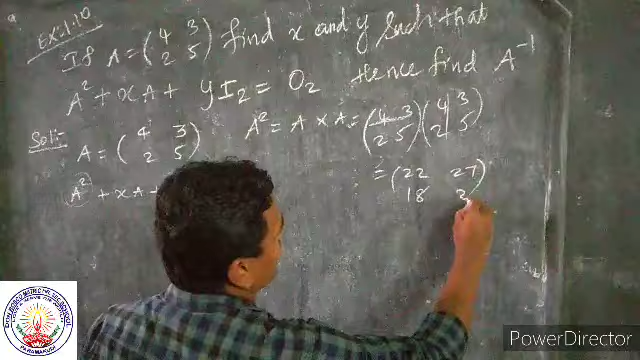 Ex:1.10
If A = (4 3
2 5) find x and y such that
A² + xA + yI₂ = O₂ Hence find A⁻¹
Soln:
A = (4 3
2 5)
A² + xA +
A² = A × A = (4 3
2 5) (4 3
2 5)
= (22 27
18 3
PowerDirector